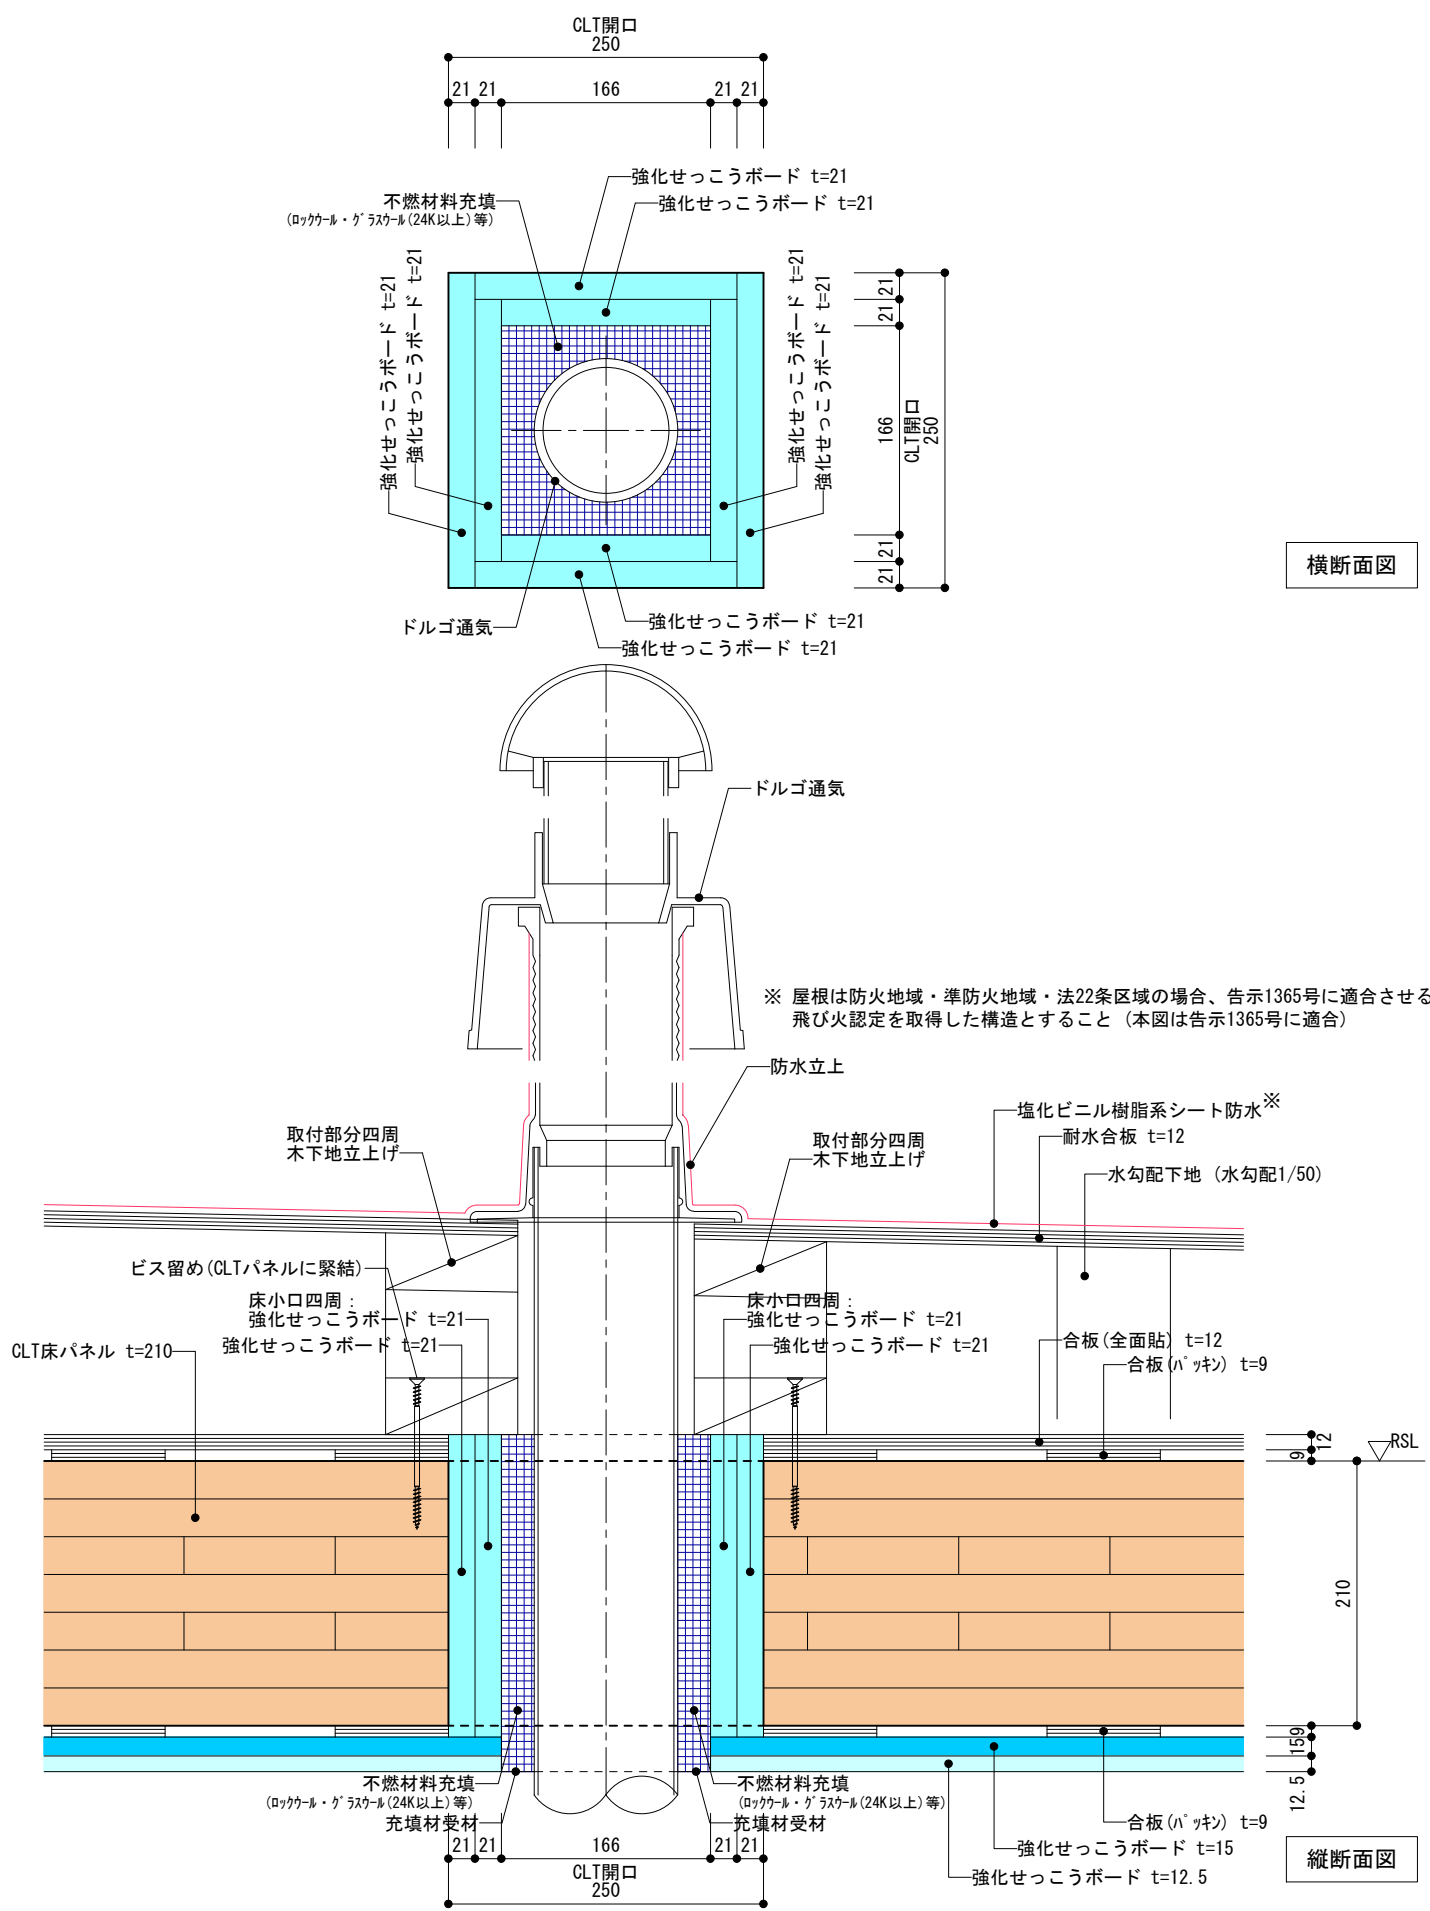 CLT開口
250
21
21
166
21
21
強化せっこうボード t=21
強化せっこうボード t=21
不燃材料充填
(ロックウール・グラスウール(24K以上)等)
強化せっこうボード t=21
強化せっこうボード t=21
強化せっこうボード t=21
強化せっこうボード t=21
21
21
166
21
21
CLT開口
250
横断面図
ドルゴ通気
強化せっこうボード t=21
強化せっこうボード t=21
ドルゴ通気
※ 屋根は防火地域・準防火地域・法22条区域の場合、告示1365号に適合させる
飛び火認定を取得した構造とすること (本図は告示1365号に適合)
防水立上
塩化ビニル樹脂系シート防水※
耐水合板 t=12
水勾配下地 (水勾配1/50)
取付部分四周
木下地立上げ
取付部分四周
木下地立上げ
ビス留め(CLTパネルに緊結)
床小口四周:
強化せっこうボード t=21
強化せっこうボード t=21
床小口四周:
強化せっこうボード t=21
強化せっこうボード t=21
CLT床パネル t=210
合板(全面貼) t=12
合板(パッキン) t=9
12
9
RSL
210
9
15
12.5
不燃材料充填
(ロックウール・グラスウール(24K以上)等)
充填材受材
不燃材料充填
(ロックウール・グラスウール(24K以上)等)
充填材受材
合板(パッキン) t=9
強化せっこうボード t=15
強化せっこうボード t=12.5
21
21
166
21
21
CLT開口
250
縦断面図